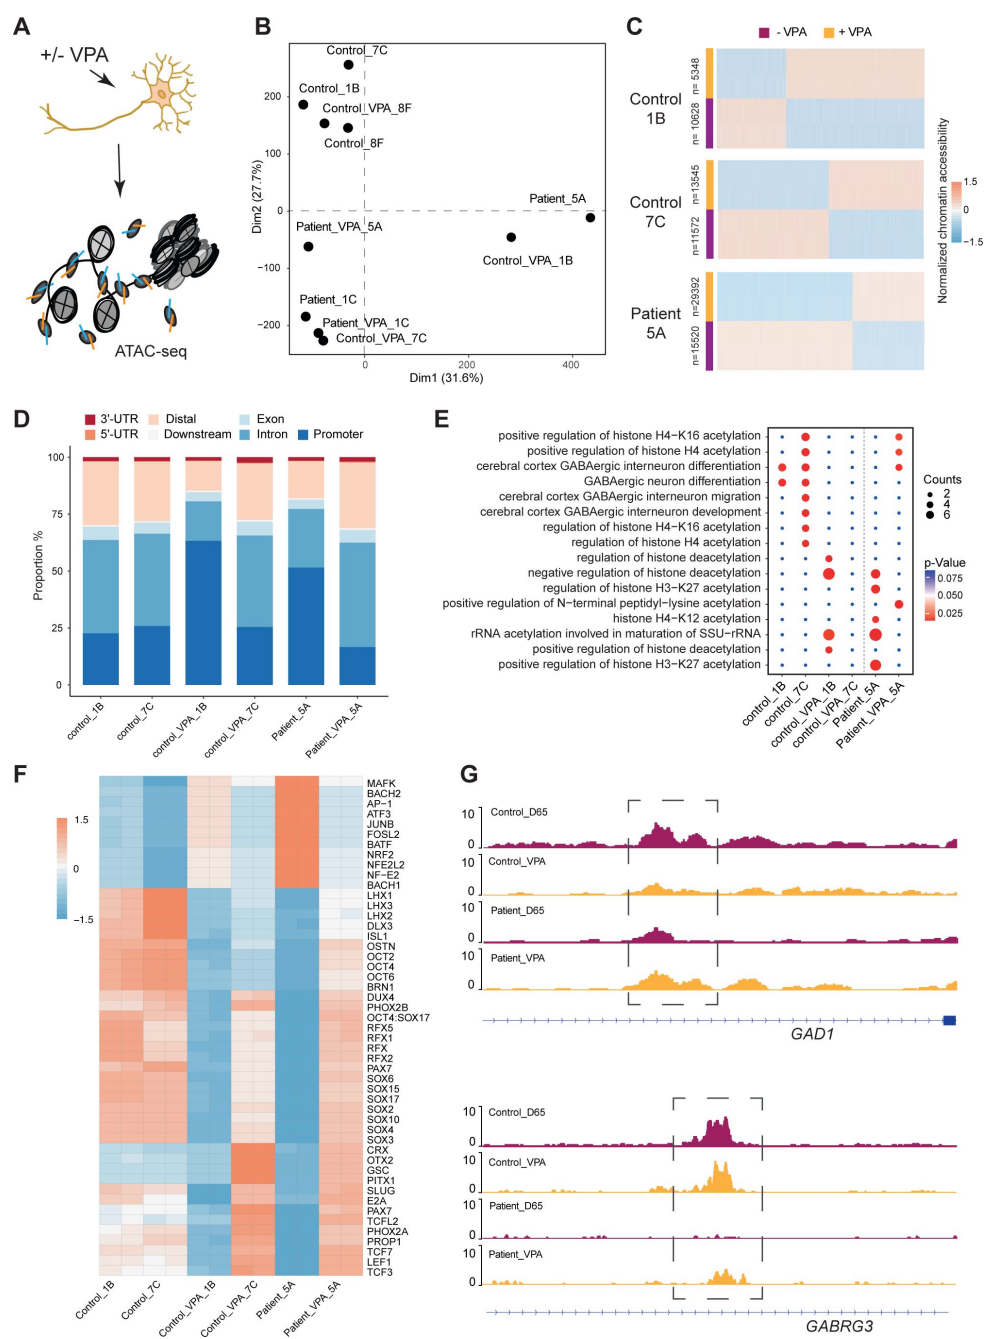 A
+/- VPA
ATAC-seq
B
Dim2 (27.7%)
200
100
0
−100
−200
Control_7C
Control_1B
Control_VPA_8F
Control_8F
Patient_5A
Patient_VPA_5A
Control_VPA_1B
Patient_1C
Patient_VPA_1C
Control_VPA_7C
0
400
Dim1 (31.6%)
C
- VPA
+ VPA
Control
1B
n= 5348
n= 10628
Control
7C
n=13545
n=11572
Patient
5A
n=29392
n=15520
Normalized chromatin accessibility
1.5
0
−1.5
D
3'-UTR
Distal
Exon
5'-UTR
Downstream
Intron
Promoter
Proportion %
100
75
50
25
0
control_1B
control_7C
control_VPA_1B
control_VPA_7C
Patient_5A
Patient_VPA_5A
E
positive regulation of histone H4−K16 acetylation
positive regulation of histone H4 acetylation
cerebral cortex GABAergic interneuron differentiation
GABAergic neuron differentiation
cerebral cortex GABAergic interneuron migration
cerebral cortex GABAergic interneuron development
regulation of histone H4−K16 acetylation
regulation of histone H4 acetylation
regulation of histone deacetylation
negative regulation of histone deacetylation
regulation of histone H3−K27 acetylation
positive regulation of N−terminal peptidyl−lysine acetylation
histone H4−K12 acetylation
rRNA acetylation involved in maturation of SSU−rRNA
positive regulation of histone deacetylation
positive regulation of histone H3−K27 acetylation
control_1B
control_7C
control_VPA_1B
control_VPA_7C
Patient_5A
Patient_VPA_5A
Counts
2
4
6
p-Value
0.075
0.050
0.025
F
1.5
0
−1.5
MAFK
BACH2
AP-1
ATF3
JUNB
FOSL2
BATF
NRF2
NFE2L2
NF-E2
BACH1
LHX1
LHX3
LHX2
DLX3
ISL1
OSTN
OCT2
OCT4
OCT6
BRN1
DUX4
PHOX2B
OCT4:SOX17
RFX5
RFX1
RFX
RFX2
PAX7
SOX6
SOX15
SOX17
SOX2
SOX10
SOX4
SOX3
CRX
OTX2
GSC
PITX1
SLUG
E2A
PAX7
TCFL2
PHOX2A
PROP1
TCF7
LEF1
TCF3
Control_1B
Control_7C
Control_VPA_1B
Control_VPA_7C
Patient_5A
Patient_VPA_5A
G
10
0
Control_D65
10
0
Control_VPA
10
0
Patient_D65
10
0
Patient_VPA
GAD1
10
0
Control_D65
10
0
Control_VPA
10
0
Patient_D65
10
0
Patient_VPA
GABRG3